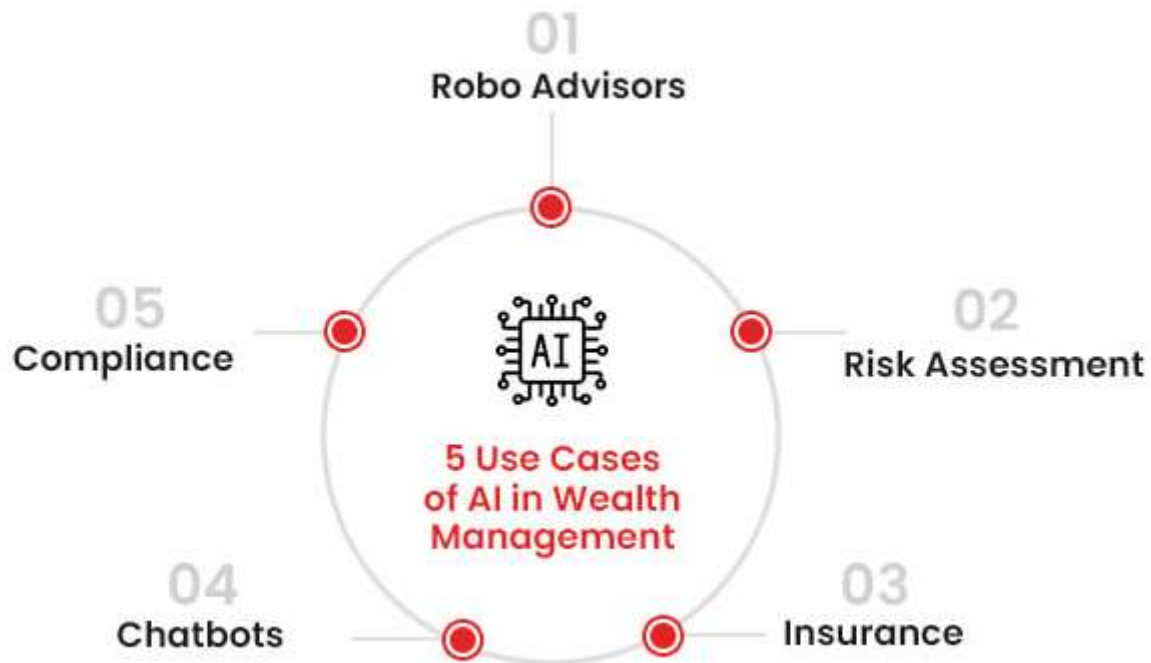 01
Robo Advisors
02
Risk Assessment
03
Insurance
04
Chatbots
05
Compliance
AI
5 Use Cases
of AI in Wealth
Management